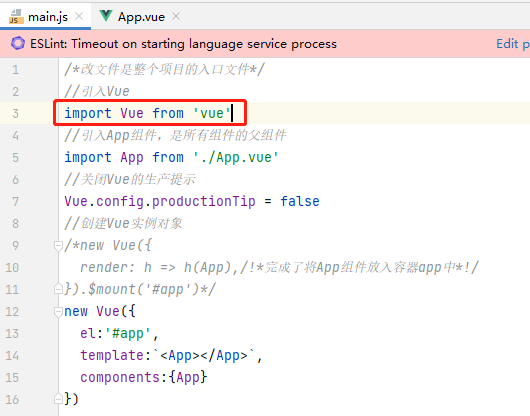 main.js × App.vue ×
ESLint: Timeout on starting language service process Edit p
1 /*改文件是整个项目的入口文件*/
2 //引入Vue
3 import Vue from 'vue'
4 //引入App组件，是所有组件的父组件
5 import App from './App.vue'
6 //关闭Vue的生产提示
7 Vue.config.productionTip = false
8 //创建Vue实例对象
9 /*new Vue({
10 render: h => h(App),/!*完成了将App组件放入容器app中*!/
11 }).$mount('#app')*/
12 new Vue({
13 el:'#app',
14 template:`<App></App>`,
15 components:{App}
16 })